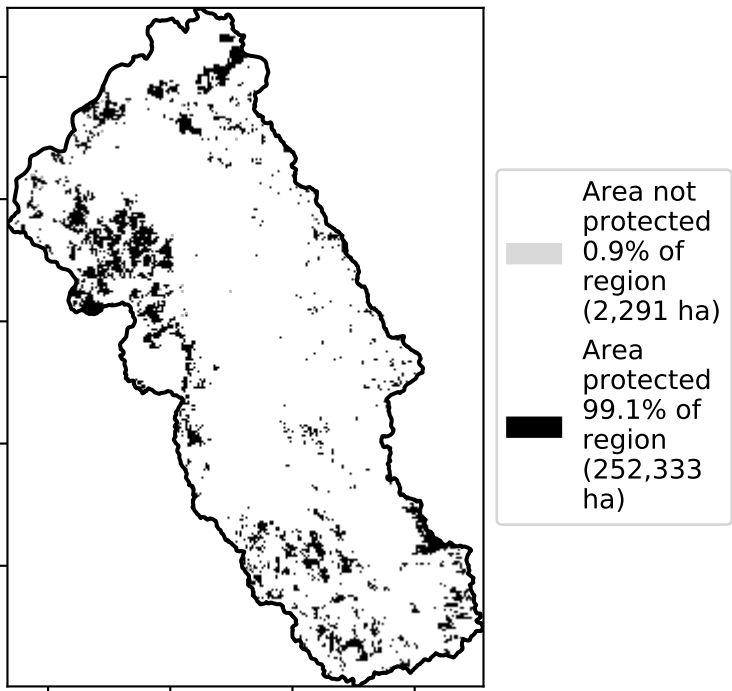 Area not
protected
0.9% of
region
(2,291 ha)
Area
protected
99.1% of
region
(252,333
ha)